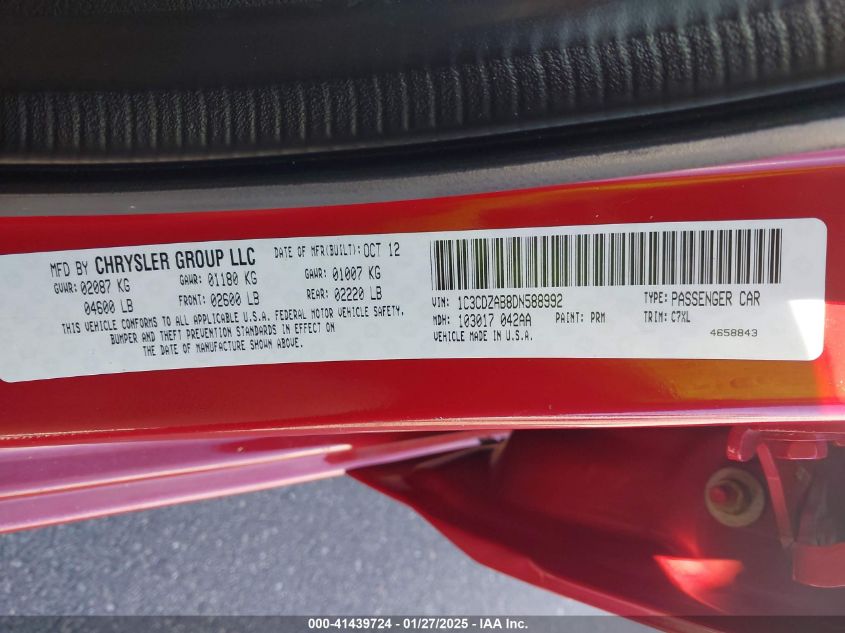 MFD BY CHRYSLER GROUP LLC DATE OF MFR(BUILT): OCT 12
GVWR: 02087 KG GAWR: 01180 KG GAWR: 01007 KG
04600 LB FRONT: 02600 LB REAR: 02220 LB
THIS VEHICLE CONFORMS TO ALL APPLICABLE U.S.A. FEDERAL MOTOR VEHICLE SAFETY,
BUMPER AND THEFT PREVENTION STANDARDS IN EFFECT ON
THE DATE OF MANUFACTURE SHOWN ABOVE.
VIN: 1C3CDZAB8DN588992 TYPE: PASSENGER CAR
MDH: 103017 042AA PAINT: PRM TRIM: C7XL
VEHICLE MADE IN U.S.A. 4658843
000-41439724 - 01/27/2025 - IAA Inc.